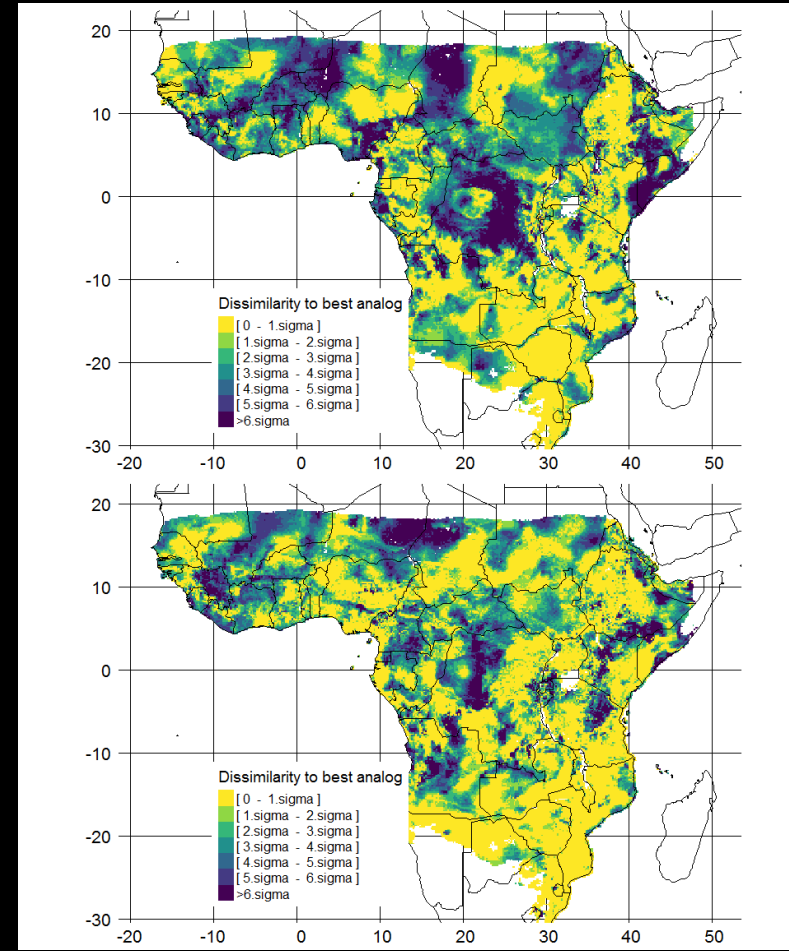 20
10
0
-10
-20
-30
Dissimilarity to best analog
[ 0 - 1.sigma ]
[ 1.sigma - 2.sigma ]
[ 2.sigma - 3.sigma ]
[ 3.sigma - 4.sigma ]
[ 4.sigma - 5.sigma ]
[ 5.sigma - 6.sigma ]
>6.sigma
-20 -10 0 10 20 30 40 50
20
10
0
-10
-20
-30
Dissimilarity to best analog
[ 0 - 1.sigma ]
[ 1.sigma - 2.sigma ]
[ 2.sigma - 3.sigma ]
[ 3.sigma - 4.sigma ]
[ 4.sigma - 5.sigma ]
[ 5.sigma - 6.sigma ]
>6.sigma
-20 -10 0 10 20 30 40 50